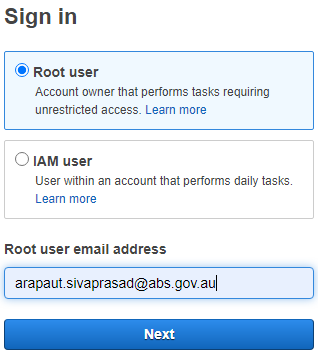 Sign in
Root user
Account owner that performs tasks requiring
unrestricted access. Learn more
IAM user
User within an account that performs daily tasks.
Learn more
Root user email address
arapaut.sivaprasad@abs.gov.au
Next